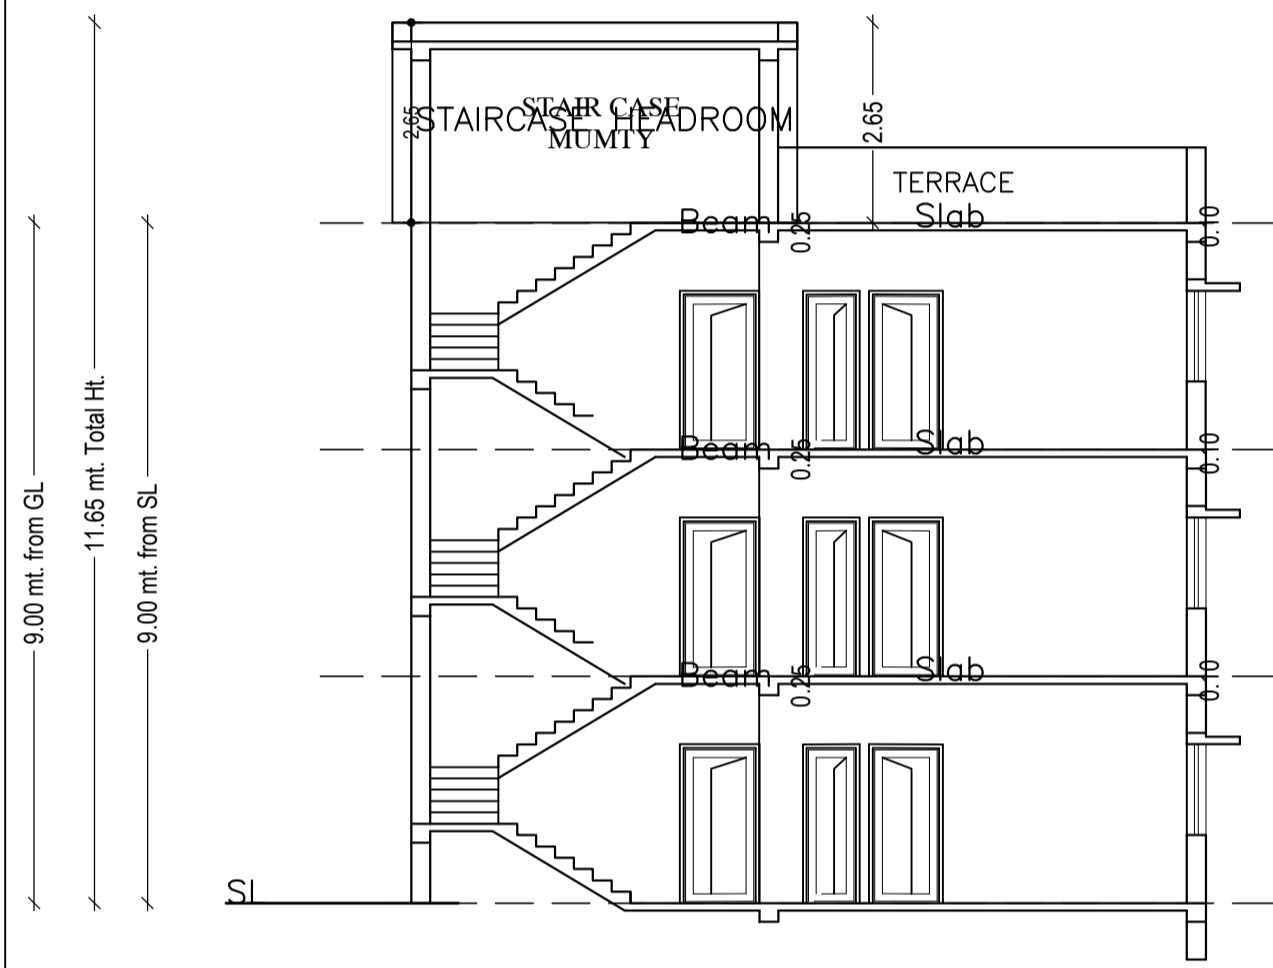 STAIR CASE
MUMTY
STAIRCASE HEADROOM
2.65
2.65
TERRACE
Beam
0.25
Slab
0.10
11.65 mt. Total Ht.
9.00 mt. from GL
9.00 mt. from SL
Beam
0.25
Slab
0.10
Beam
0.25
Slab
0.10
Sl